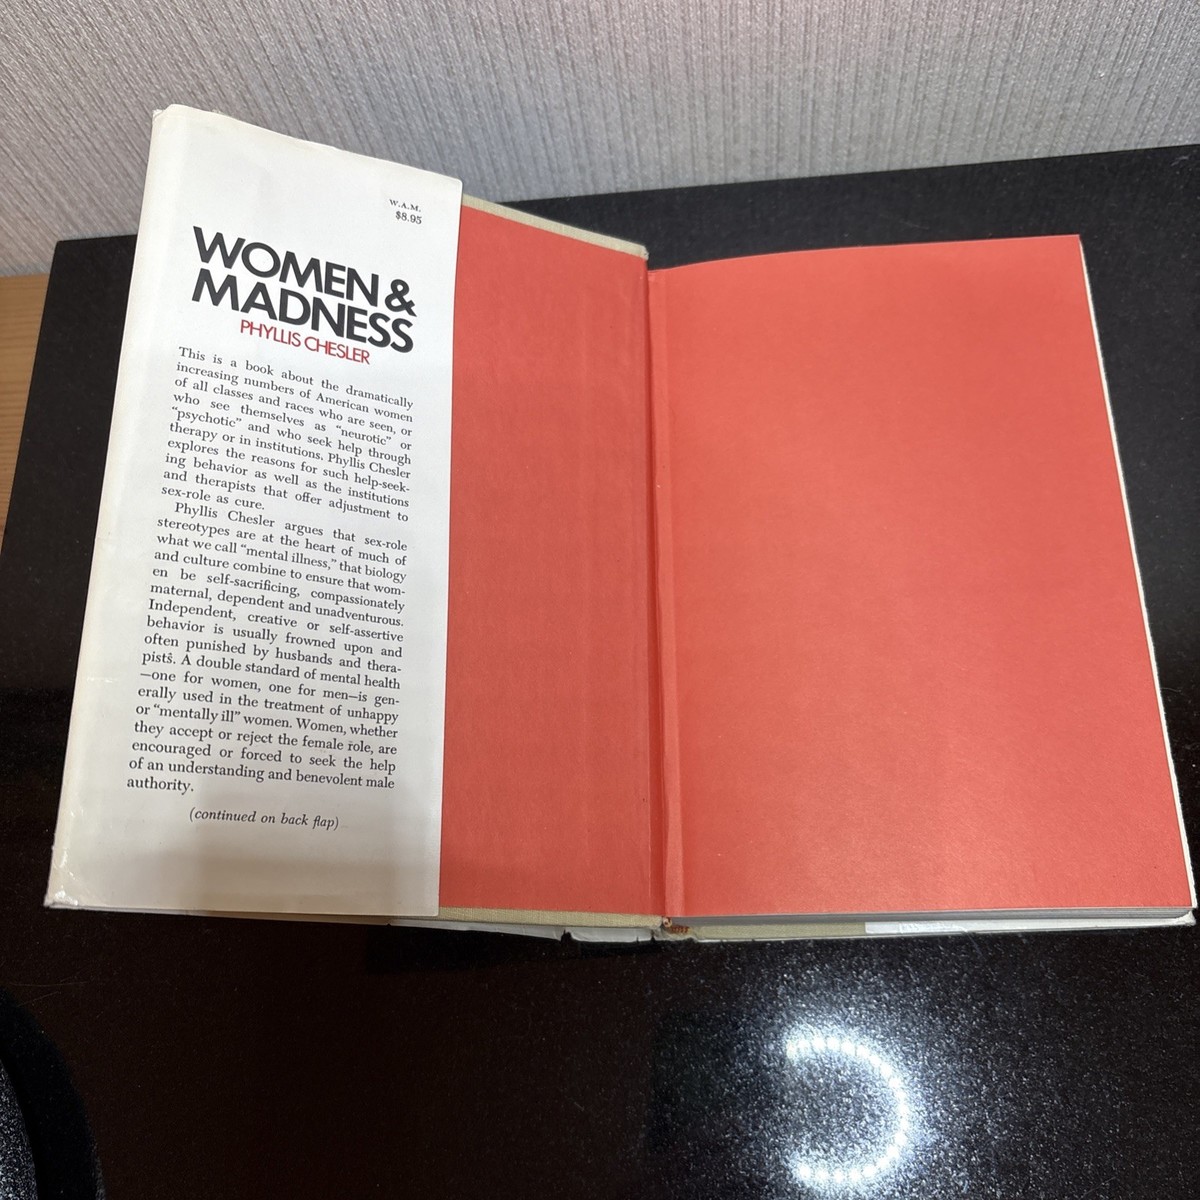 W.A.M.
$8.95
WOMEN &
MADNESS
PHYLLIS CHESLER
This is a book about the dramatically
increasing numbers of American women
of all classes and races who are seen, or
who see themselves as "neurotic" or
"psychotic" and who seek help through
therapy or in institutions. Phyllis Chesler
explores the reasons for such help-seek-
ing behavior as well as the institutions
and therapists that offer adjustment to
sex-role as cure.
Phyllis Chesler argues that sex-role
stereotypes are at the heart of much of
what we call "mental illness," that biology
and culture combine to ensure that wom-
en be self-sacrificing, compassionately
maternal, dependent and unadventurous.
Independent, creative or self-assertive
behavior is usually frowned upon and
often punished by husbands and thera-
pists. A double standard of mental health
—one for women, one for men—is gen-
erally used in the treatment of unhappy
or "mentally ill" women. Women, whether
they accept or reject the female role, are
encouraged or forced to seek the help
of an understanding and benevolent male
authority.
(continued on back flap)